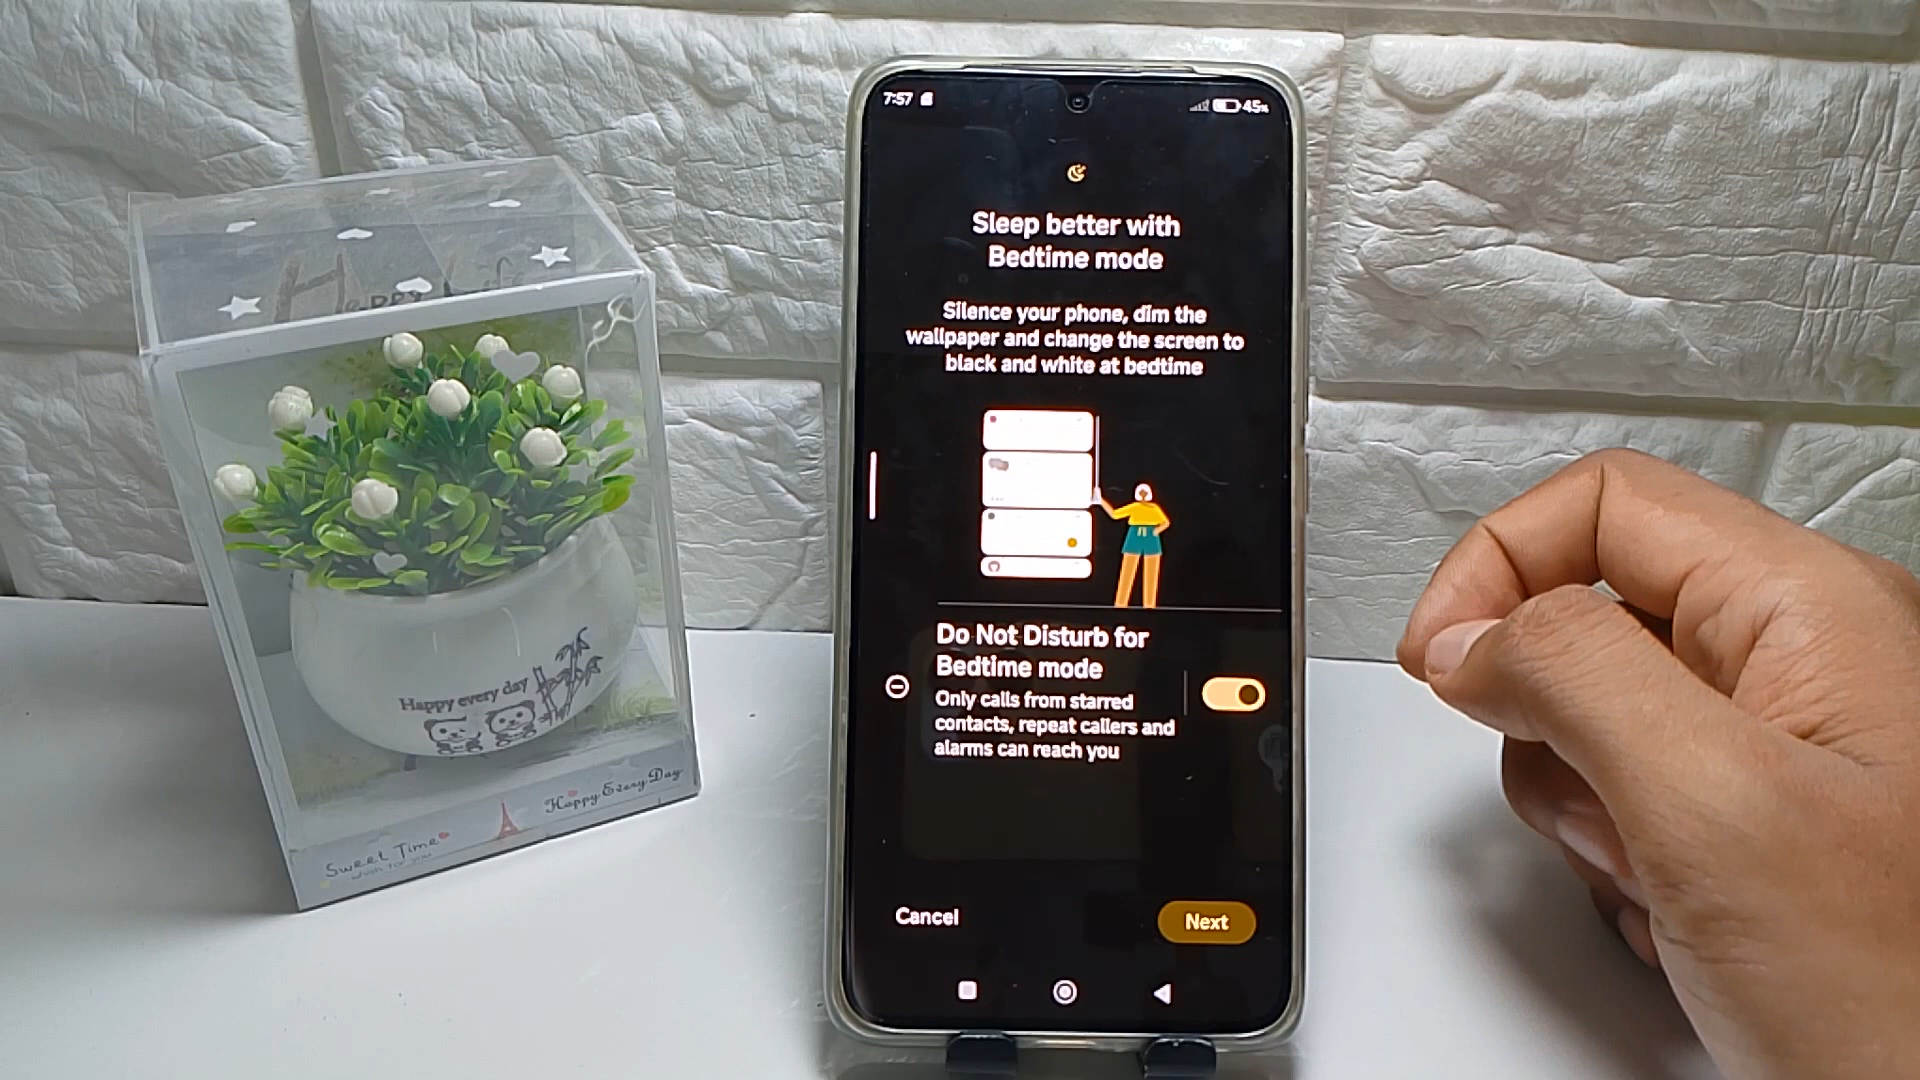 7:57
45%
Sleep better with
Bedtime mode
Silence your phone, dim the
wallpaper and change the screen to
black and white at bedtime
Do Not Disturb for
Bedtime mode
Only calls from starred
contacts, repeat callers and
alarms can reach you
Cancel
Next
Happy every day
Happy Every Day
Sweet Time